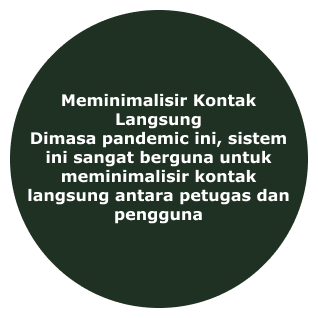 Meminimalisir Kontak
Langsung
Dimasa pandemic ini, sistem
ini sangat berguna untuk
meminimalisir kontak
langsung antara petugas dan
pengguna